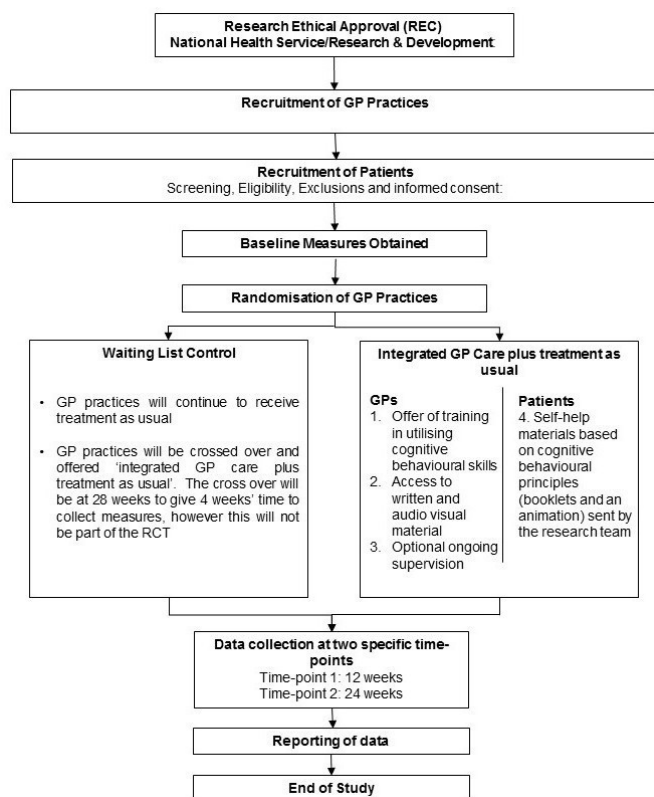 Research Ethical Approval (REC)
National Health Service/Research & Development
Recruitment of GP Practices
Recruitment of Patients
Screening, Eligibility, Exclusions and informed consent:
Baseline Measures Obtained
Randomisation of GP Practices
Waiting List Control
• GP practices will continue to receive
treatment as usual
• GP practices will be crossed over and
offered ‘integrated GP care plus
treatment as usual’. The cross over will
be at 28 weeks to give 4 weeks’ time to
collect measures, however this will not
be part of the RCT
Integrated GP Care plus treatment as
usual
GPs
1. Offer of training
in utilising
cognitive
behavioural skills
2. Access to
written and
audio visual
material
3. Optional ongoing
supervision
Patients
4. Self-help
materials based
on cognitive
behavioural
principles
(booklets and an
animation) sent by
the research team
Data collection at two specific time-
points
Time-point 1: 12 weeks
Time-point 2: 24 weeks
Reporting of data
End of Study